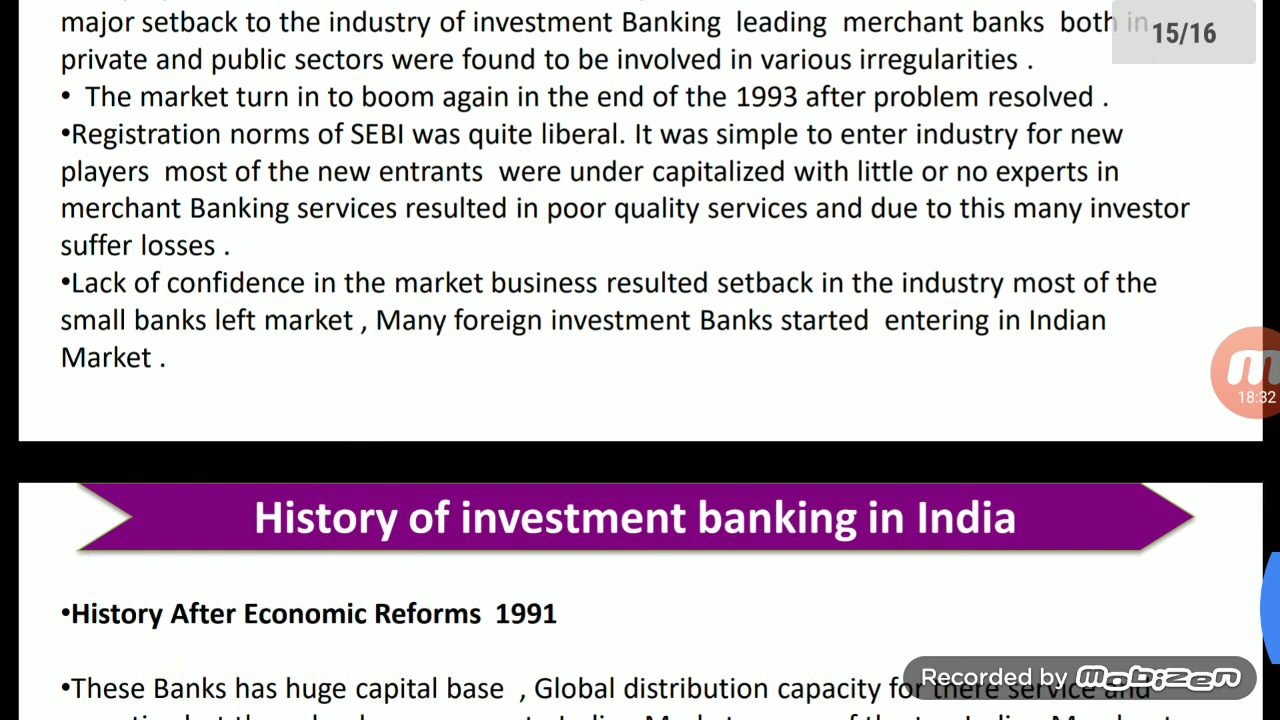 major setback to the industry of investment Banking leading merchant banks both in
15/16
private and public sectors were found to be involved in various irregularities .
• The market turn in to boom again in the end of the 1993 after problem resolved .
•Registration norms of SEBI was quite liberal. It was simple to enter industry for new
players most of the new entrants were under capitalized with little or no experts in
merchant Banking services resulted in poor quality services and due to this many investor
suffer losses .
•Lack of confidence in the market business resulted setback in the industry most of the
small banks left market , Many foreign investment Banks started entering in Indian
Market .
18:32
History of investment banking in India
•History After Economic Reforms 1991
•These Banks has huge capital base , Global distribution capacity for there service and
Recorded by mobizen